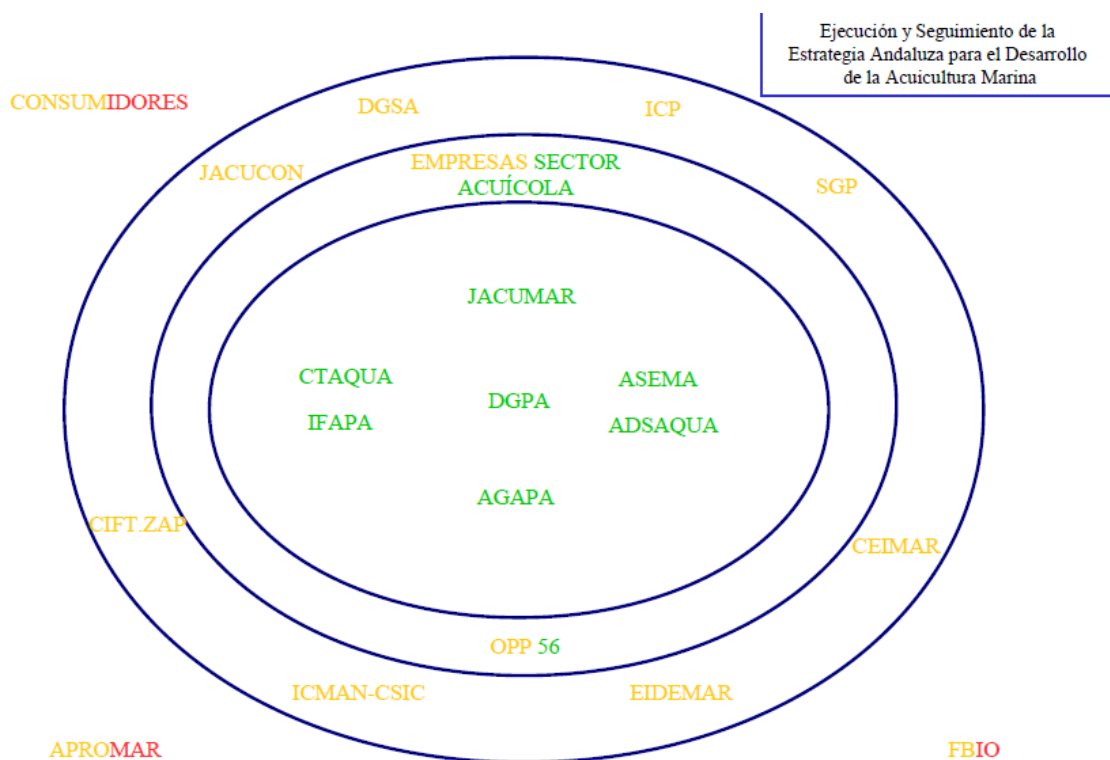 Ejecución y Seguimiento de la
Estrategia Andaluza para el Desarrollo
de la Acuicultura Marina
CONSUMIDORES
DGSA
ICP
JACUCON
EMPRESAS SECTOR
ACUÍCOLA
SGP
JACUMAR
CTAQUA
ASEMA
DGPA
IFAPA
ADSAQUA
AGAPA
CIFT.ZAP
CEIMAR
OPP 56
ICMAN-CSIC
EIDEMAR
APROMAR
FBIO